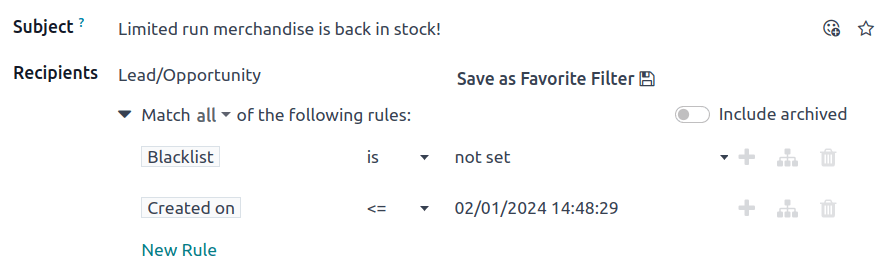 Subject ? Limited run merchandise is back in stock!
Recipients Lead/Opportunity Save as Favorite Filter
Match all of the following rules: Include archived
Blacklist is not set
Created on <= 02/01/2024 14:48:29
New Rule